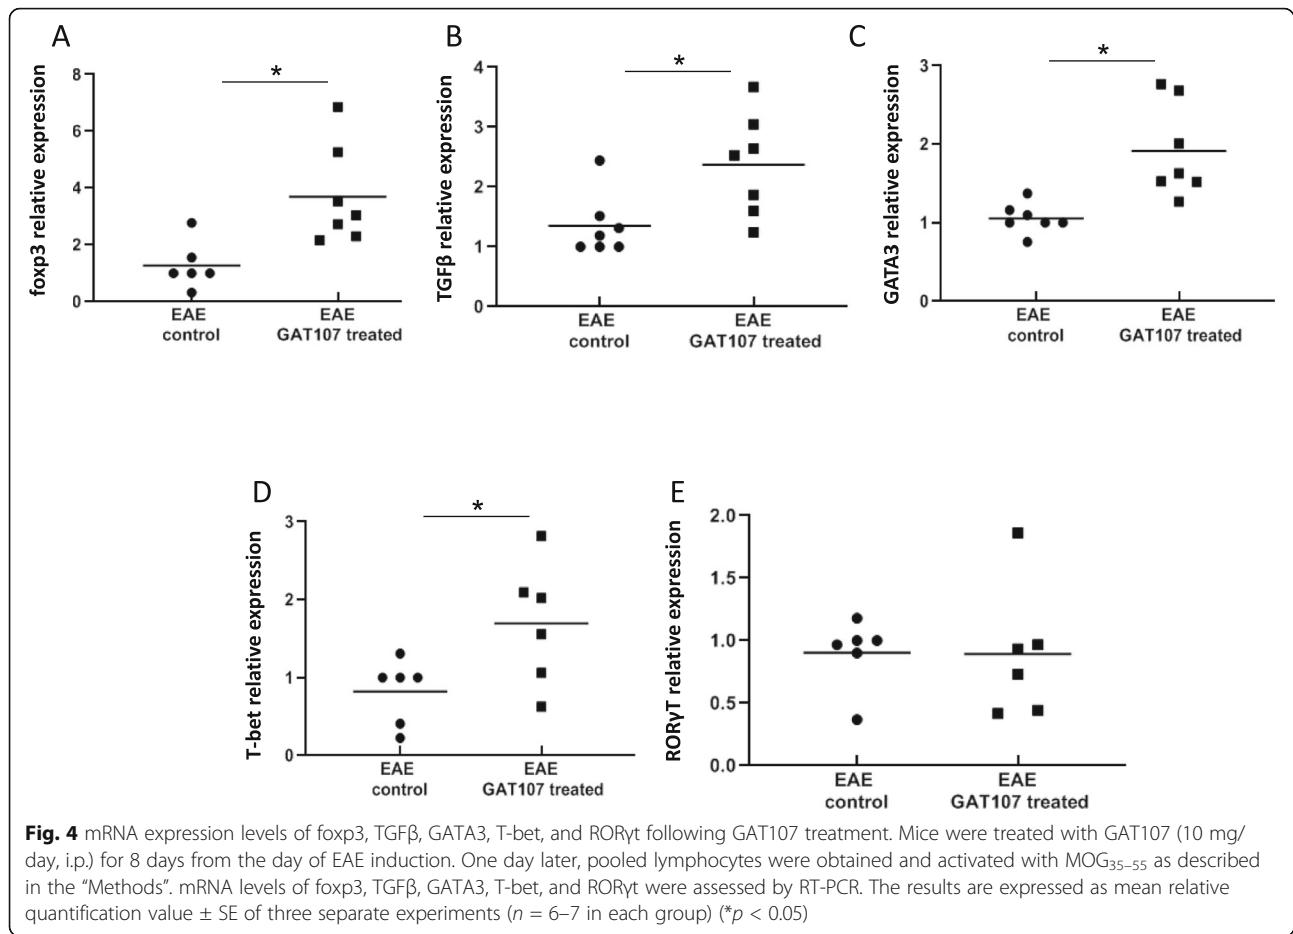 A
B
C
foxp3 relative expression
8
6
4
2
0
*
EAE
control
EAE
GAT107 treated
TGFβ relative expression
4
3
2
1
0
*
EAE
control
EAE
GAT107 treated
GATA3 relative expression
3
2
1
0
*
EAE
control
EAE
GAT107 treated
D
E
T-bet relative expression
3
2
1
0
*
EAE
control
EAE
GAT107 treated
RORγT relative expression
2.0
1.5
1.0
0.5
0.0
EAE
control
EAE
GAT107 treated
Fig. 4 mRNA expression levels of foxp3, TGFβ, GATA3, T-bet, and RORγt following GAT107 treatment. Mice were treated with GAT107 (10 mg/
day, i.p.) for 8 days from the day of EAE induction. One day later, pooled lymphocytes were obtained and activated with MOG35–55 as described
in the “Methods”. mRNA levels of foxp3, TGFβ, GATA3, T-bet, and RORγt were assessed by RT-PCR. The results are expressed as mean relative
quantification value ± SE of three separate experiments (n = 6–7 in each group) (*p < 0.05)